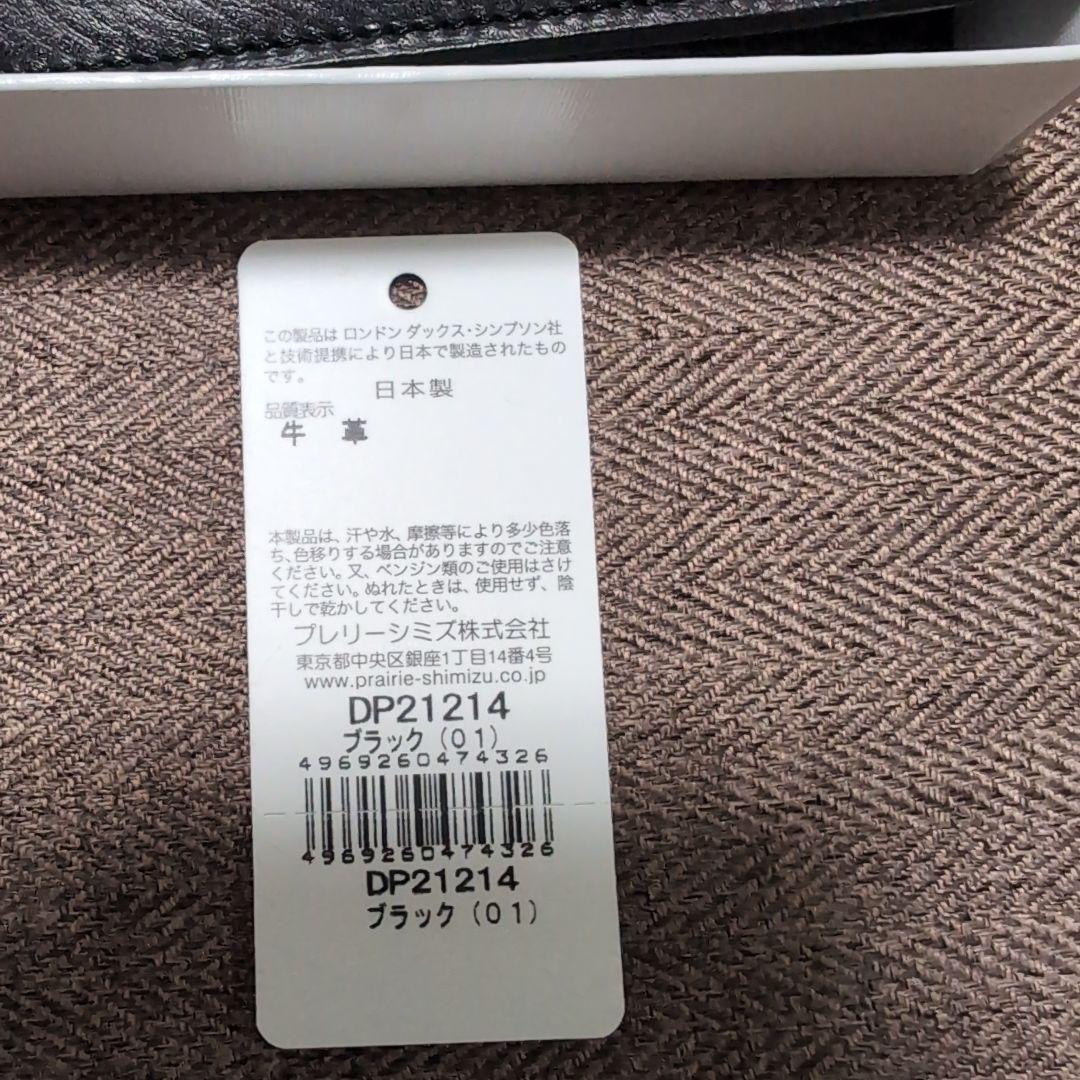 この製品は ロンドン ダックス・シンプソン社
と技術提携により日本で製造されたもの
です。
日本製
品質表示
牛 革
本製品は、汗や水、摩擦等により多少色落
ち、色移りする場合がありますのでご注意
ください。又、ベンジン類のご使用はさけ
てください。ぬれたときは、使用せず、陰
干しで乾かしてください。
プレリーシミズ株式会社
東京都中央区銀座1丁目14番4号
www.prairie-shimizu.co.jp
DP21214
ブラック(01)
4969260474326
4969260474326
DP21214
ブラック(01)